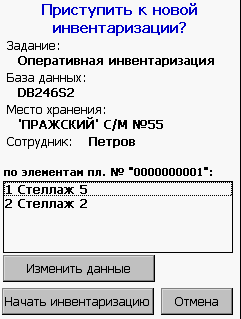 Приступить к новой
инвентаризации?
Задание:
Оперативная инвентаризация
База данных:
DB246S2
Место хранения:
'ПРАЖСКИЙ' С/М №55
Сотрудник: Петров
по элементам пл. № "0000000001":
1 Стеллаж 5
2 Стеллаж 2
Изменить данные
Начать инвентаризацию Отмена